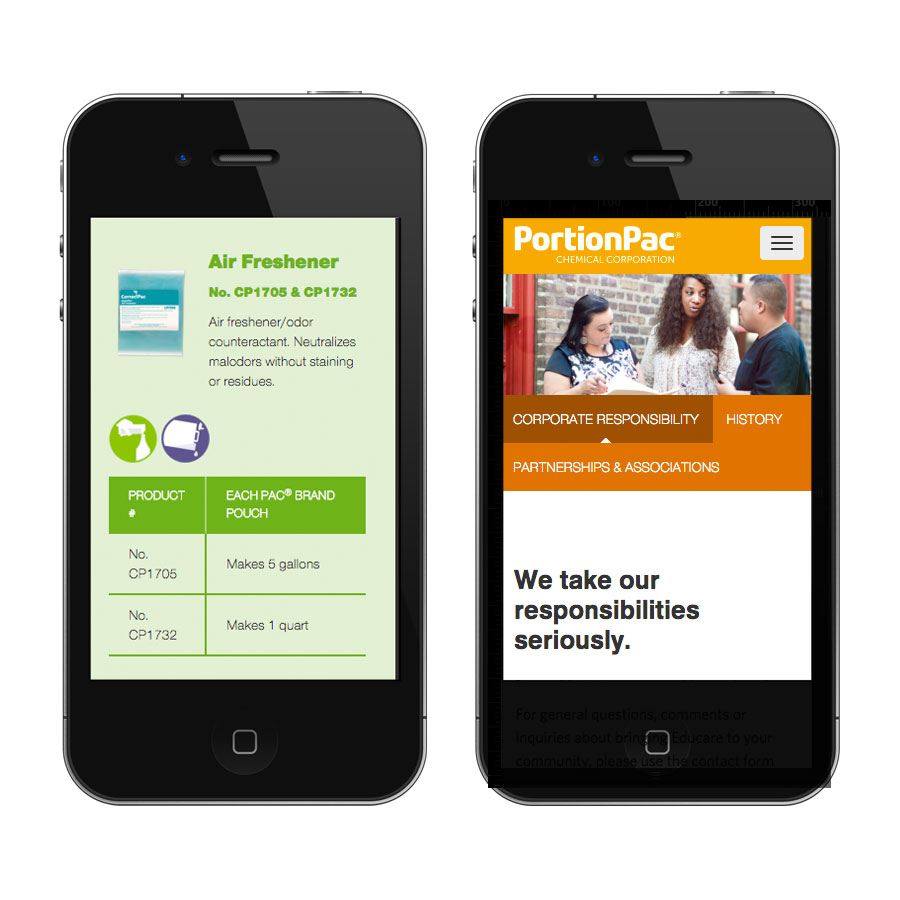 Air Freshener
No. CP1705 & CP1732
Air freshener/odor
counteractant. Neutralizes
malodors without staining
or residues.
PRODUCT
#
EACH PAC® BRAND
POUCH
No.
CP1705
Makes 5 gallons
No.
CP1732
Makes 1 quart
0 100 200 300
PortionPac®
CHEMICAL CORPORATION
CORPORATE RESPONSIBILITY HISTORY
PARTNERSHIPS & ASSOCIATIONS
We take our
responsibilities
seriously.
For general questions, comments or
inquiries about bringing Educare to your
community, please use the contact form